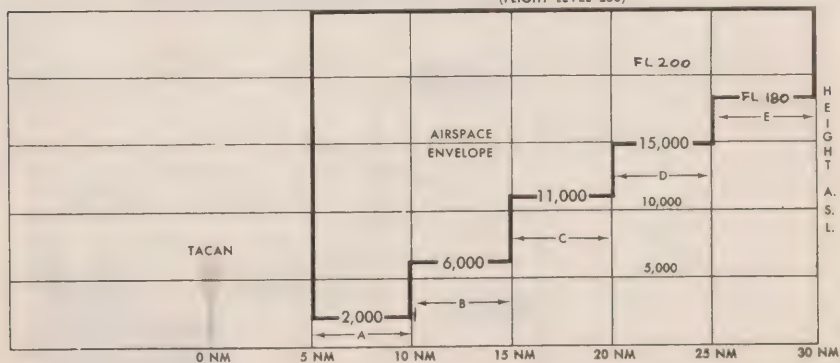 FL 200
FL 180
E
HEIGHT A.S.L.
AIRSPACE
ENVELOPE
15,000
D
11,000
10,000
C
TACAN
6,000
5,000
B
2,000
A
0 NM 5 NM 10 NM 15 NM 20 NM 25 NM 30 NM